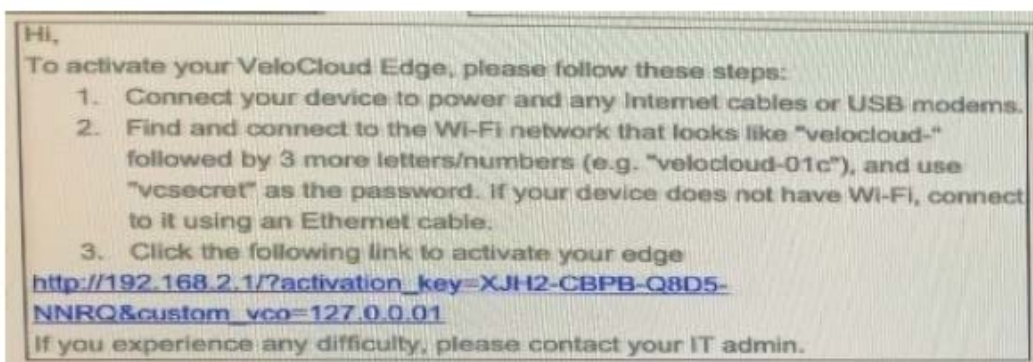 Hi,
To activate your VeloCloud Edge, please follow these steps:
1. Connect your device to power and any Internet cables or USB modems.
2. Find and connect to the Wi-Fi network that looks like "velocloud-"
followed by 3 more letters/numbers (e.g. "velocloud-01c"), and use
"vcsecret" as the password. If your device does not have Wi-Fi, connect
to it using an Ethernet cable.
3. Click the following link to activate your edge
http://192.168.2.1/?activation_key=XJH2-CBPB-Q8D5-
NNRQ&custom_vco=127.0.0.01
If you experience any difficulty, please contact your IT admin.